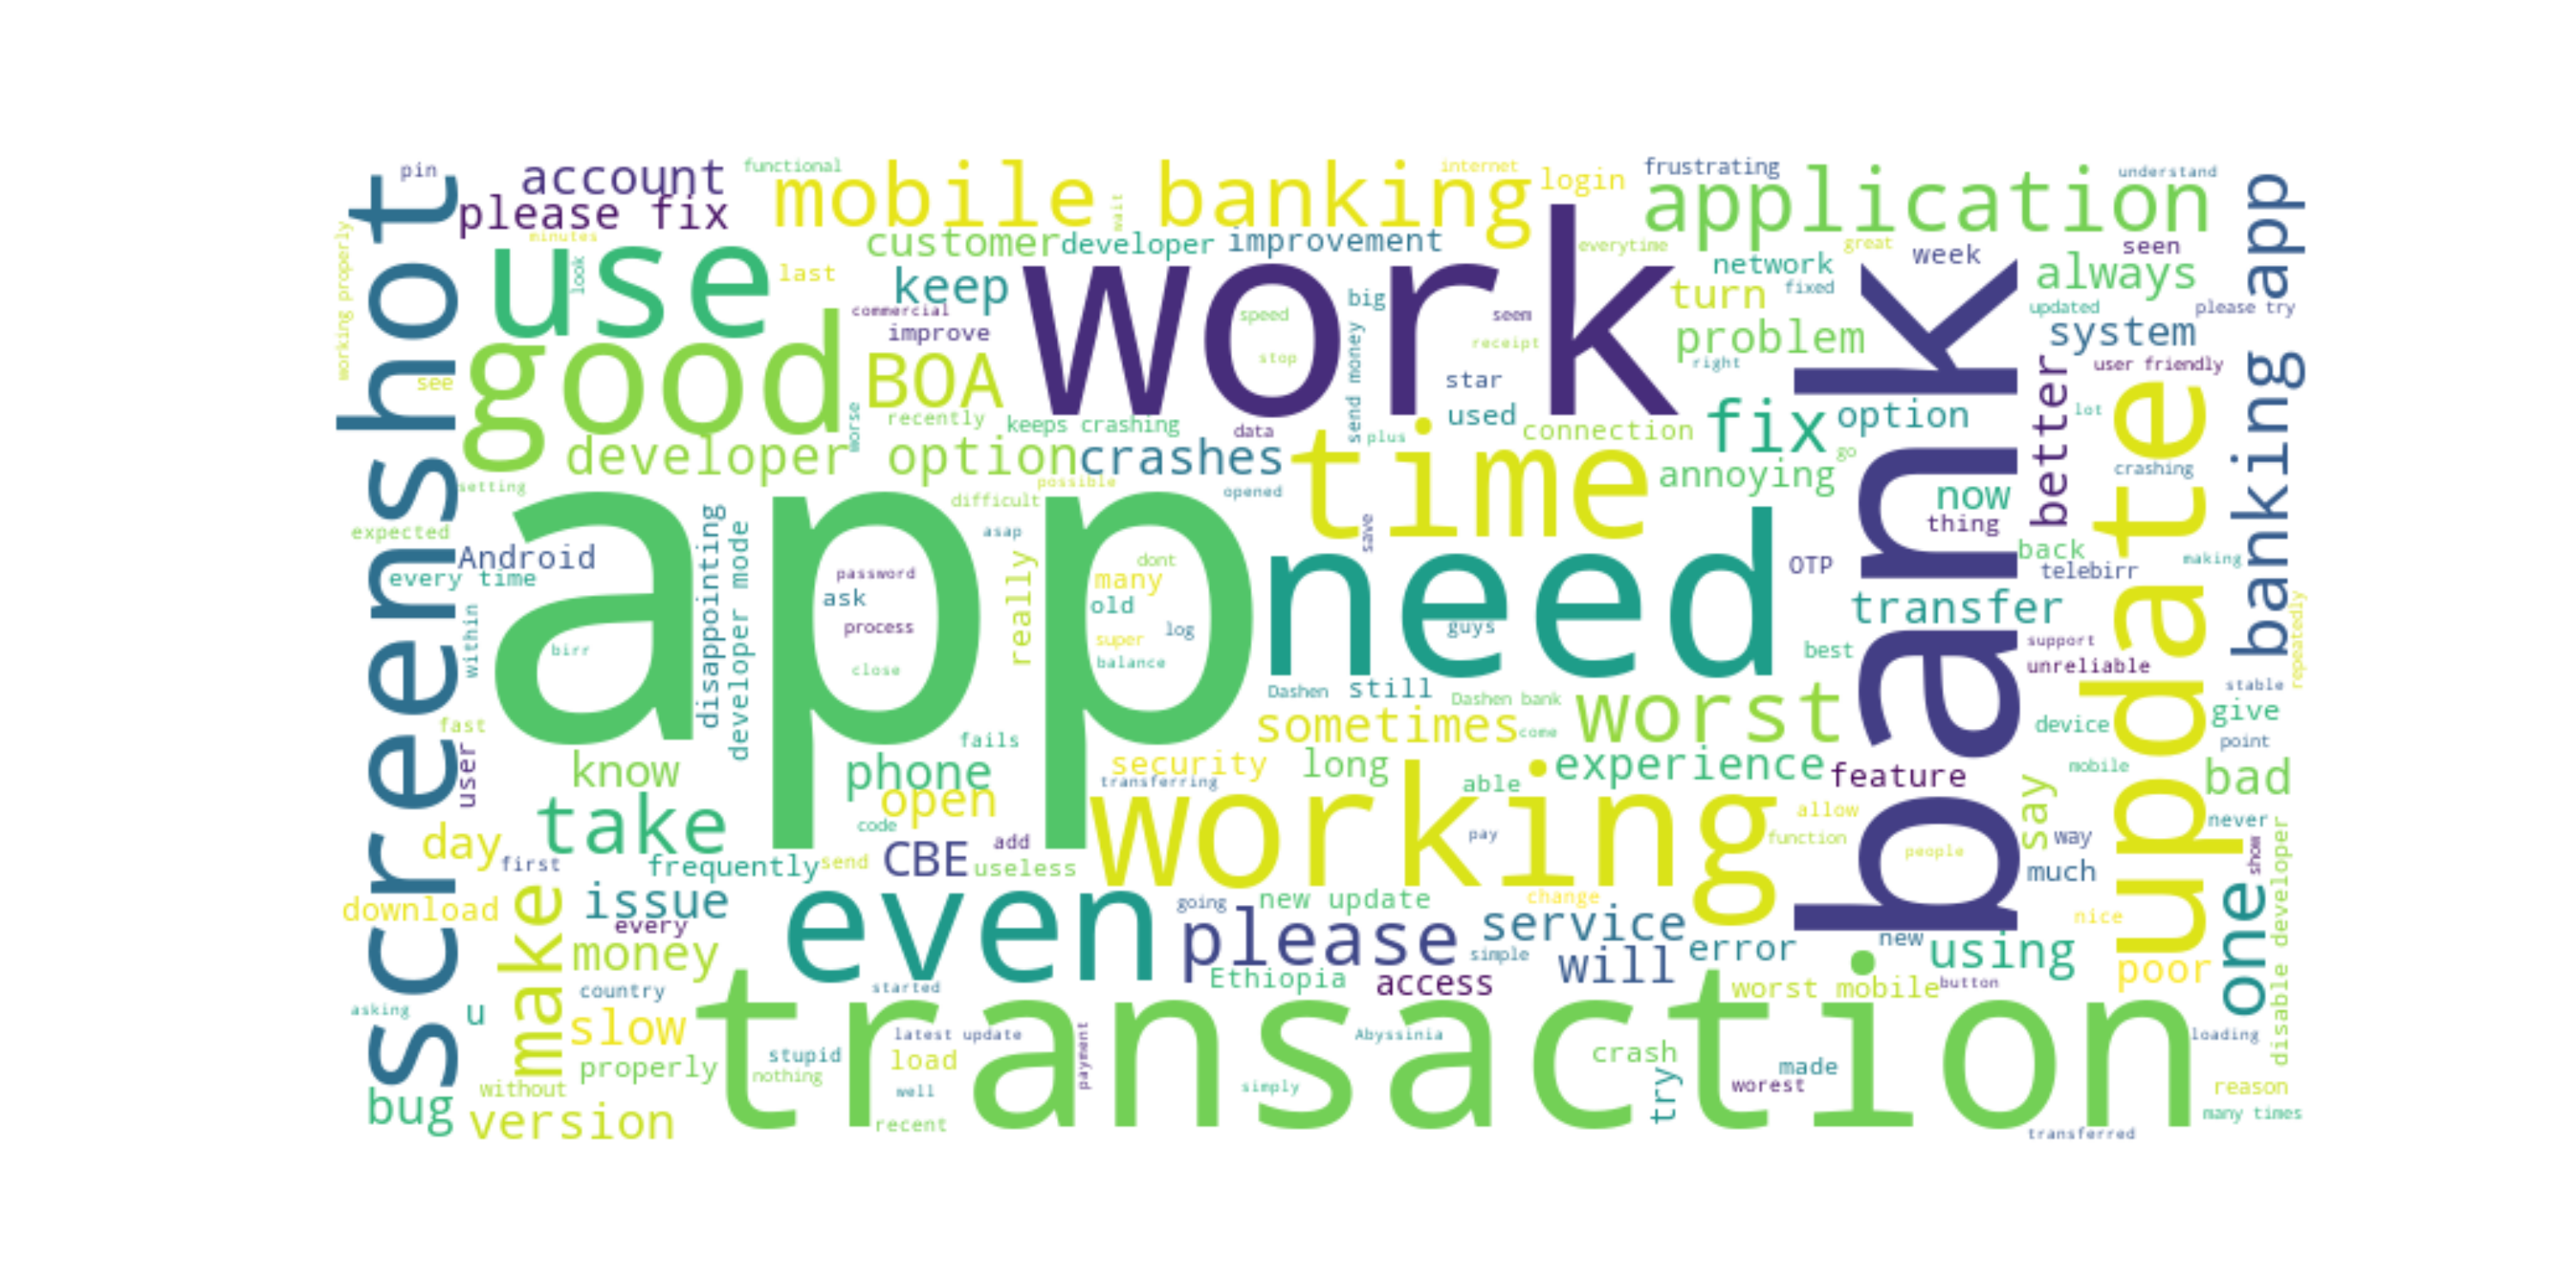 pin
account
functional
mobile banking
internet
login
frustrating
application
understand
screenshot
please fix
wait
working properly
minutes
use
look
last
customer
developer
improvement
everytime
great
week
seen
always
banking app
network
keep
work
turn
fixed
bank
updated
please try
commercial
improve
big
speed
seem
problem
system
good
stop
receipt
send money
right
user friendly
see
BOA
star
better
update
worse
recently
keeps crashing
data
plus
used
connection
fix
option
lot
developer option
crashes
time
annoying
go
crashing
setting
possible
difficult
opened
now
thing
expected
disappointing
developer mode
app
asap
save
need
Android
every time
password
really
dont
many
OTP
back
telebirr
making
ask
old
within
process
super
log
guys
transfer
repeatedly
birr
close
balance
best
support
unreliable
Dashen
still
Dashen bank
stable
fast
sometimes
come
worst
device
give
user
fails
point
know
phone
security
long
experience
feature
mobile
bad
transferring
able
say
open
working
take
code
allow
never
day
first
frequently
send
CBE
add
useless
pay
function
people
way
much
show
disable developer
download
make
issue
even
going
new update
change
service
nice
one
every
please
money
simple
will
error
new
using
poor
country
started
Ethiopia
access
worst mobile
button
asking
u
slow
transaction
latest update
payment
Abyssinia
loading
properly
stupid
load
crash
made
nothing
without
well
simply
try
worest
reason
bug
version
recent
many times
transferred